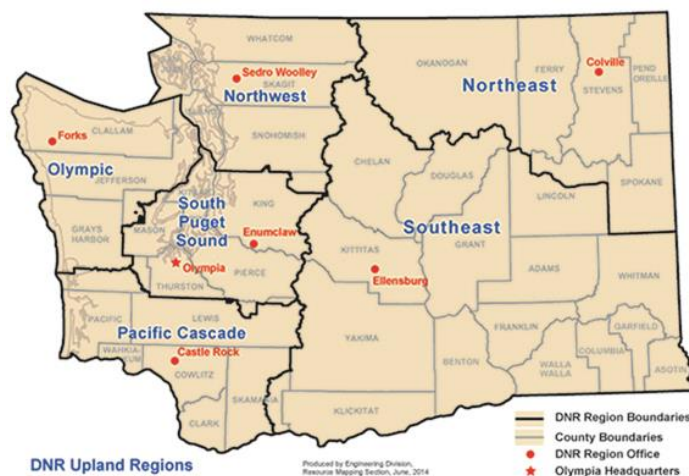 WHATCOM
OKANOGAN
FERRY
Colville
STEVENS
PEND
OREILLE
Northeast
Sedro Woolley
SKAGIT
Northwest
SNOHOMISH
Forks
CLALLAM
Olympic
JEFFERSON
CHELAN
DOUGLAS
LINCOLN
SPOKANE
South
Puget
Sound
KING
Enumclaw
MASON
GRAYS
HARBOR
Olympia
PIERCE
THURSTON
Southeast
KITTITAS
GRANT
Ellensburg
ADAMS
WHITMAN
PACIFIC
LEWIS
Pacific Cascade
WAHKIA-
KUM
Castle Rock
COWLITZ
SKAMANIA
CLARK
YAKIMA
KLICKITAT
BENTON
FRANKLIN
WALLA
WALLA
COLUMBIA
GARFIELD
ASOTIN
DNR Region Boundaries
County Boundaries
DNR Region Office
Olympia Headquarters
DNR Upland Regions
Produced by Engineering Division,
Resource Mapping Section, June, 2014